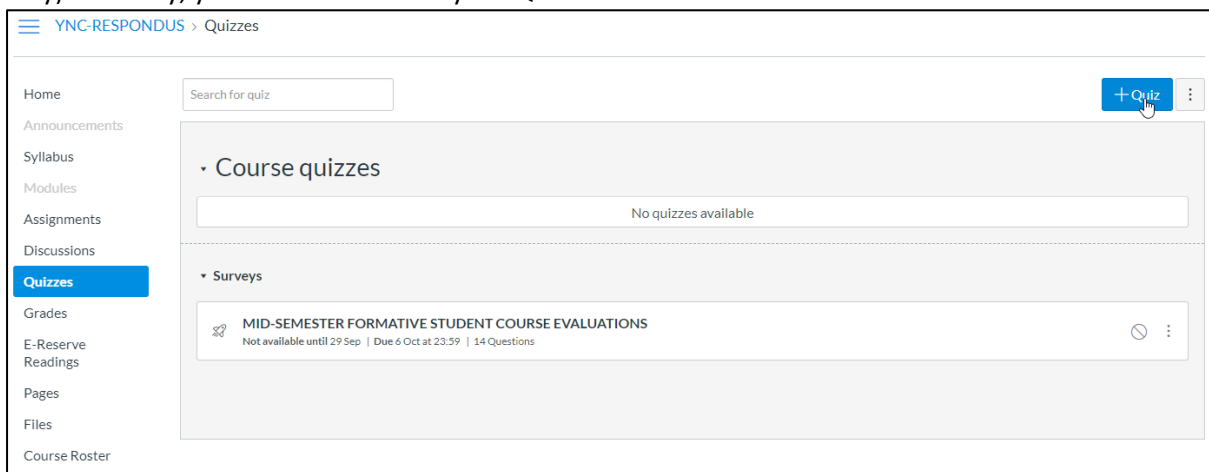 YNC-RESPONDUS > Quizzes
Home
Announcements
Syllabus
Modules
Assignments
Discussions
Quizzes
Grades
E-Reserve
Readings
Pages
Files
Course Roster
Search for quiz
+ Quiz
Course quizzes
No quizzes available
Surveys
MID-SEMESTER FORMATIVE STUDENT COURSE EVALUATIONS
Not available until 29 Sep | Due 6 Oct at 23:59 | 14 Questions